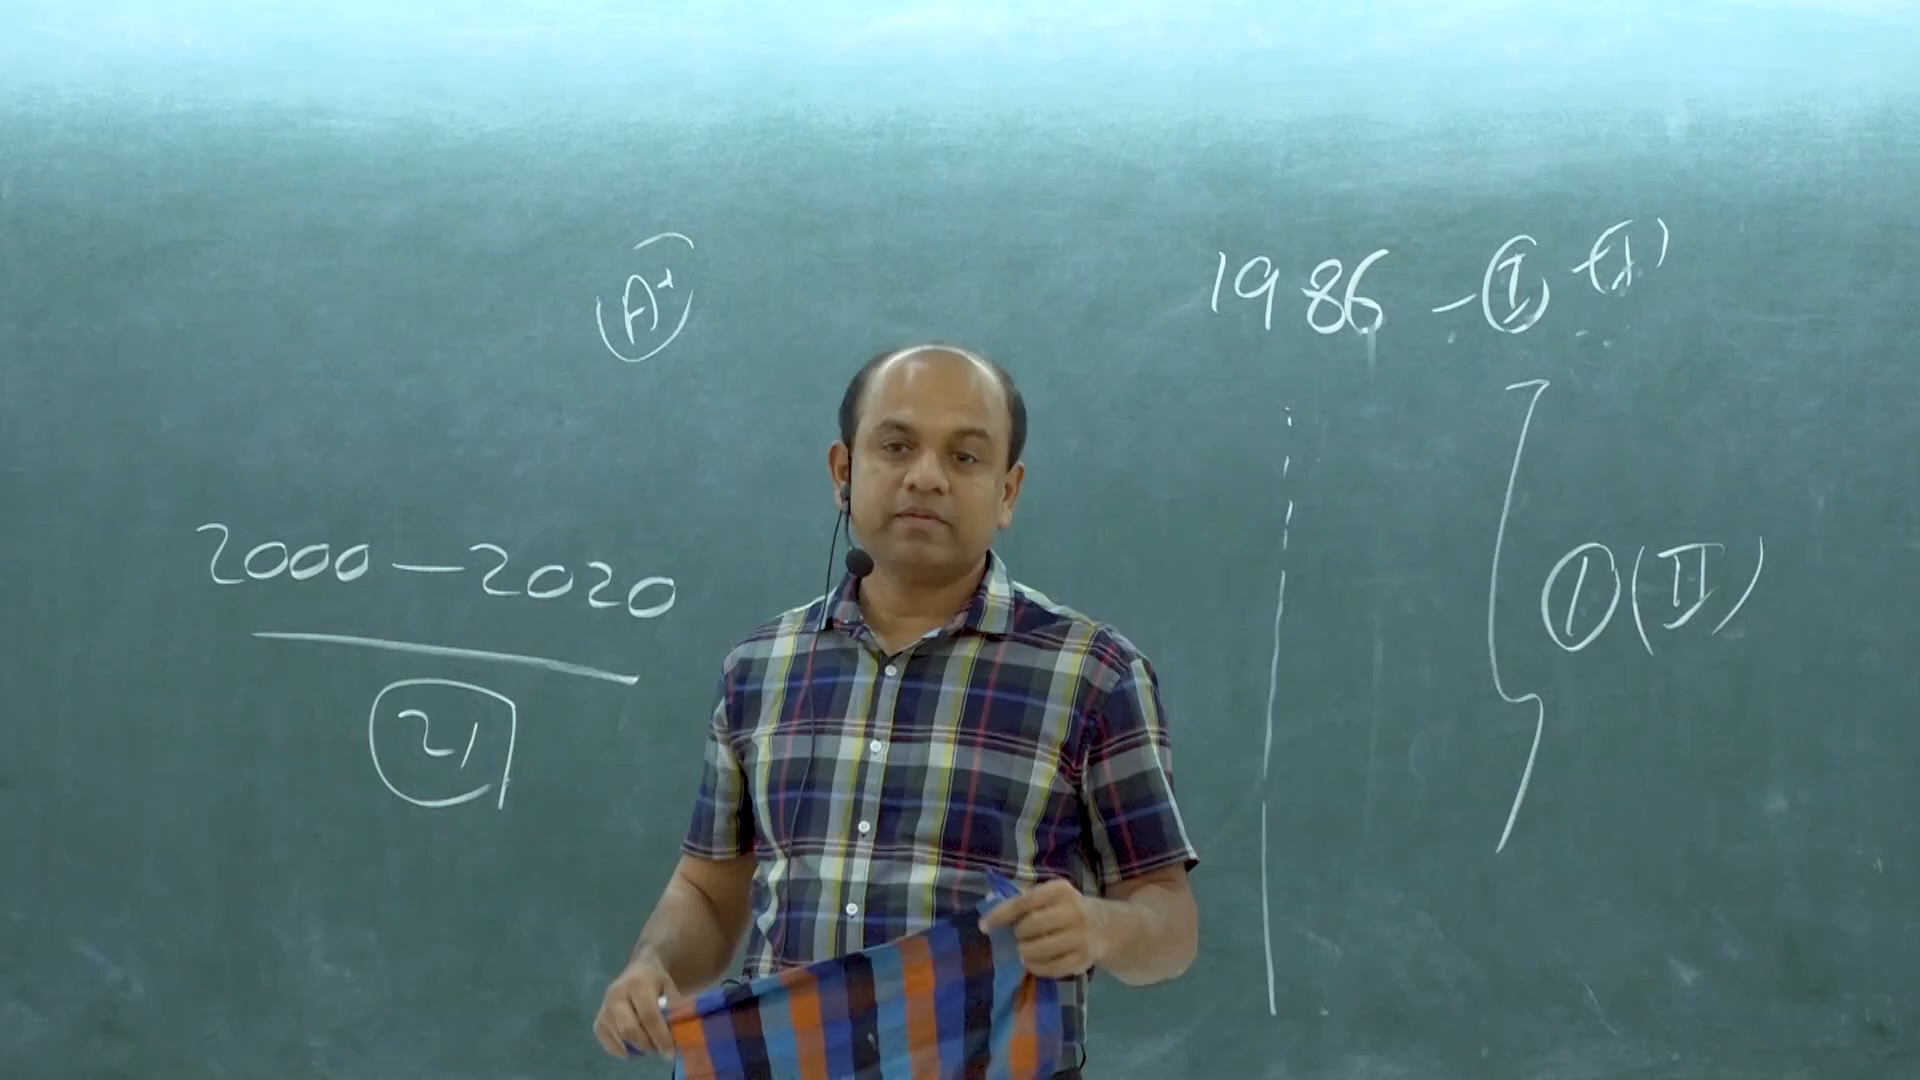 A+
1986 – I (I)
2000 – 2020
21
I (II)